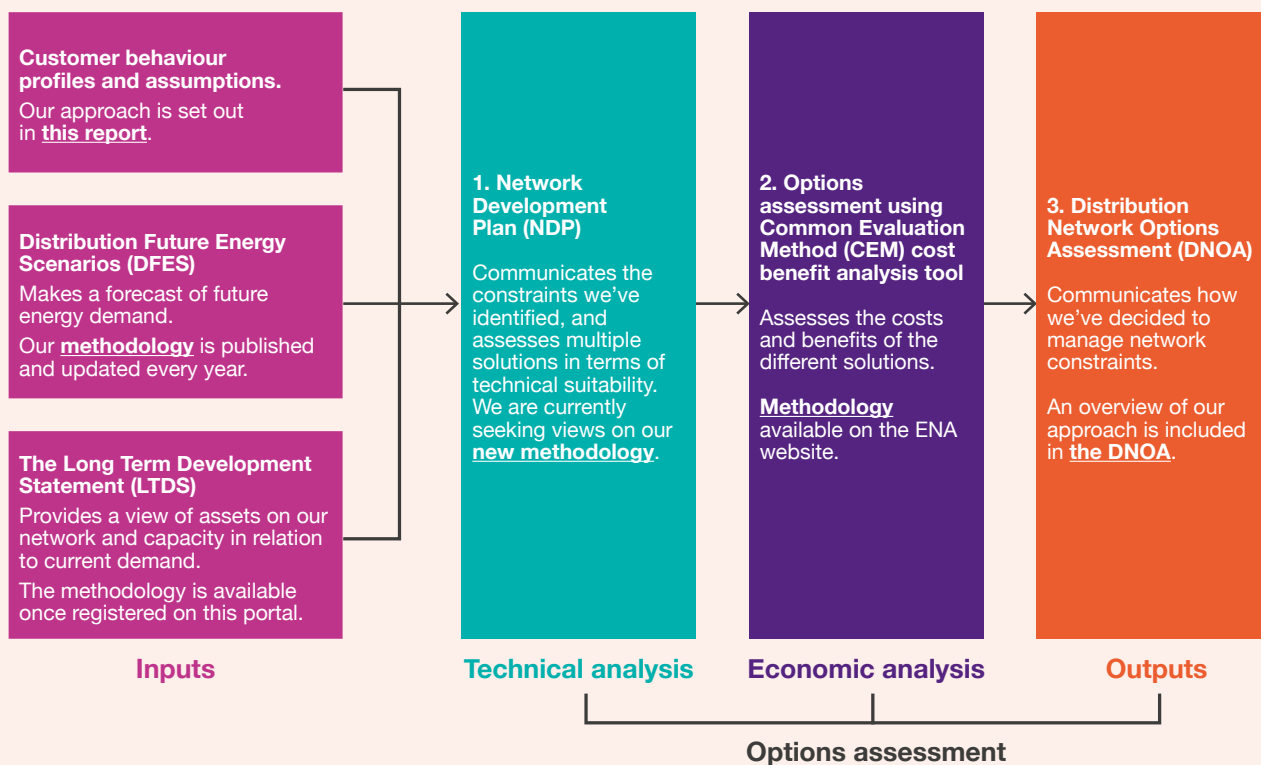 Customer behaviour
profiles and assumptions.
Our approach is set out
in this report.
Distribution Future Energy
Scenarios (DFES)
Makes a forecast of future
energy demand.
Our methodology is published
and updated every year.
The Long Term Development
Statement (LTDS)
Provides a view of assets on our
network and capacity in relation
to current demand.
The methodology is available
once registered on this portal.
Inputs
1. Network
Development
Plan (NDP)
Communicates the
constraints we’ve
identified, and
assesses multiple
solutions in terms of
technical suitability.
We are currently
seeking views on our
new methodology.
Technical analysis
2. Options
assessment using
Common Evaluation
Method (CEM) cost
benefit analysis tool
Assesses the costs
and benefits of the
different solutions.
Methodology
available on the ENA
website.
Economic analysis
3. Distribution
Network Options
Assessment (DNOA)
Communicates how
we’ve decided to
manage network
constraints.
An overview of our
approach is included
in the DNOA.
Outputs
Options assessment